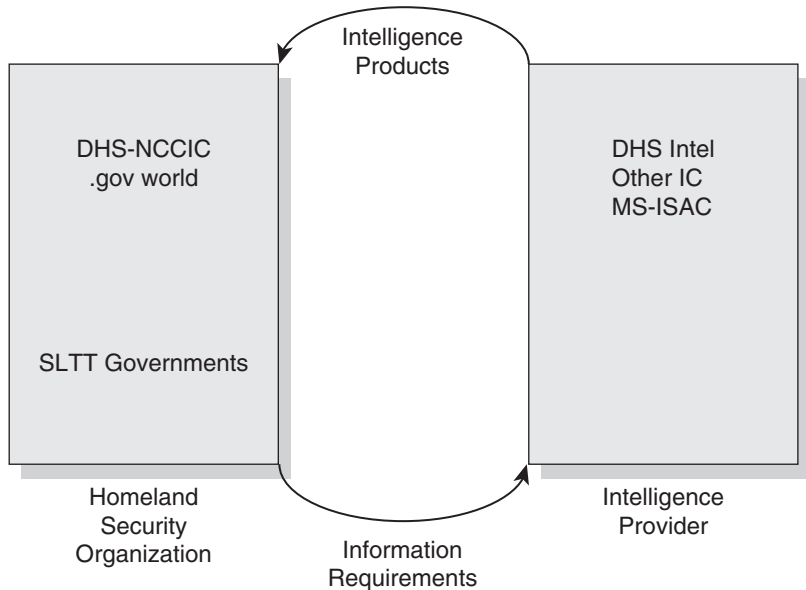 Intelligence
Products
DHS-NCCIC
.gov world
SLTT Governments
DHS Intel
Other IC
MS-ISAC
Homeland
Security
Organization
Information
Requirements
Intelligence
Provider